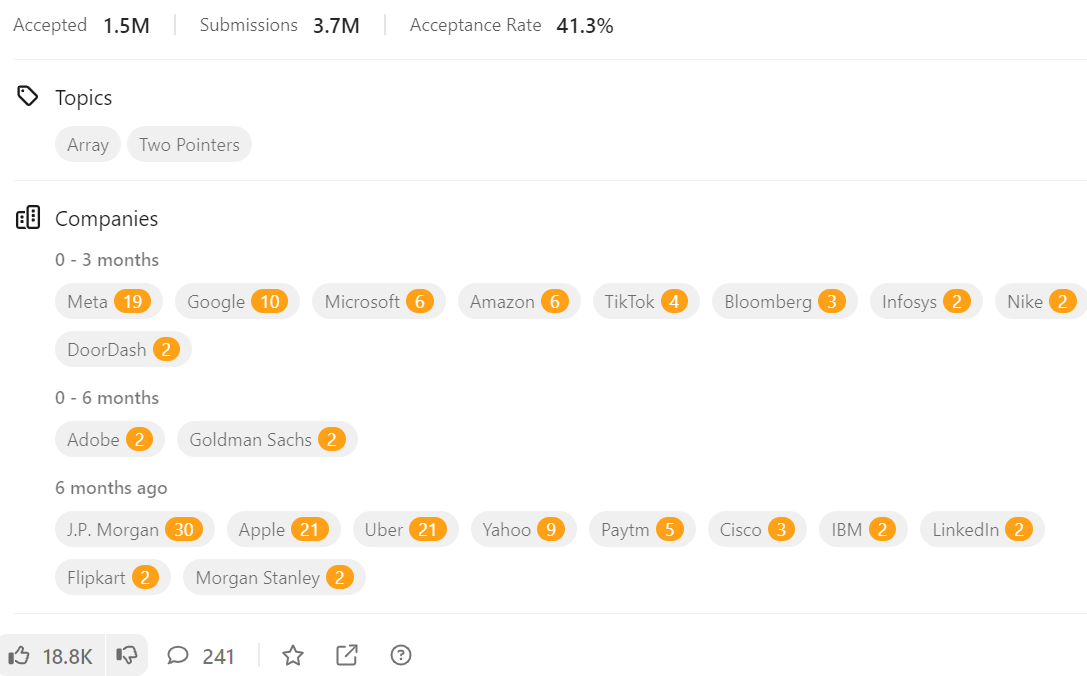 Accepted 1.5M Submissions 3.7M Acceptance Rate 41.3%
Topics
Array Two Pointers
Companies
0 - 3 months
Meta 19 Google 10 Microsoft 6 Amazon 6 TikTok 4 Bloomberg 3 Infosys 2 Nike 2
DoorDash 2
0 - 6 months
Adobe 2 Goldman Sachs 2
6 months ago
J.P. Morgan 30 Apple 21 Uber 21 Yahoo 9 Paytm 5 Cisco 3 IBM 2 LinkedIn 2
Flipkart 2 Morgan Stanley 2
18.8K 241